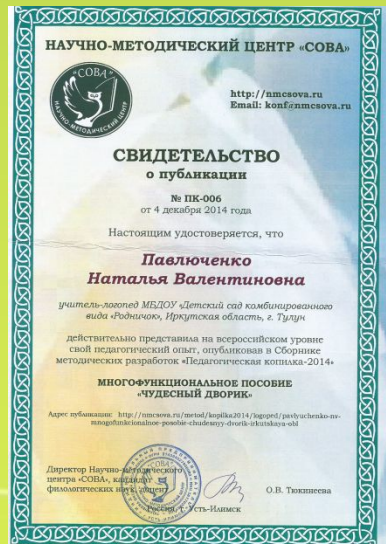 НАУЧНО-МЕТОДИЧЕСКИЙ ЦЕНТР «СОВА»
"СОВА"
НАУЧНО-МЕТОДИЧЕСКИЙ ЦЕНТР
http://nmcsova.ru
Email: konf@nmcsova.ru
СВИДЕТЕЛЬСТВО
о публикации
№ ПК-006
от 4 декабря 2014 года
Настоящим удостоверяется, что
Павлюченко
Наталья Валентиновна
учитель-логопед МБДОУ «Детский сад комбинированного
вида «Родничок», Иркутская область, г. Тулун
действительно представила на всероссийском уровне
свой педагогический опыт, опубликовав в Сборнике
методических разработок «Педагогическая копилка-2014»
МНОГОФУНКЦИОНАЛЬНОЕ ПОСОБИЕ
«ЧУДЕСНЫЙ ДВОРИК»
Адрес публикации: http://nmcsova.ru/metod/kopilka2014/logoped/pavlyuchenko-nv-
mnogofunkcionalnoe-posobie-chudesnyy-dvorik-irkutskaya-obl
Директор Научно-методического
центра «СОВА», кандидат
филологических наук, доцент
О.В. Тюкинеева
Россия, г. Усть-Илимск